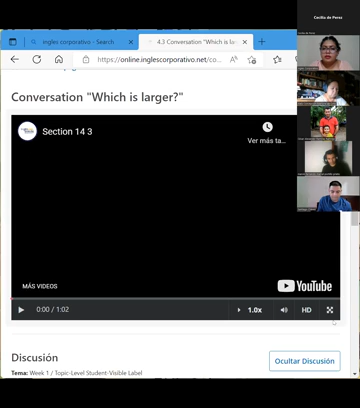 Cecilia de Perez
ingles corporativo - Search
4.3 Conversation "Which is la
https://online.inglescorporativo.net/co
Conversation "Which is larger?"
Section 14 3
Ver más ta...
MÁS VIDEOS
YouTube
0:00 / 1:02
1.0x
HD
Discusión
Ocultar Discusión
Tema: Week 1 / Topic-Level Student-Visible Label